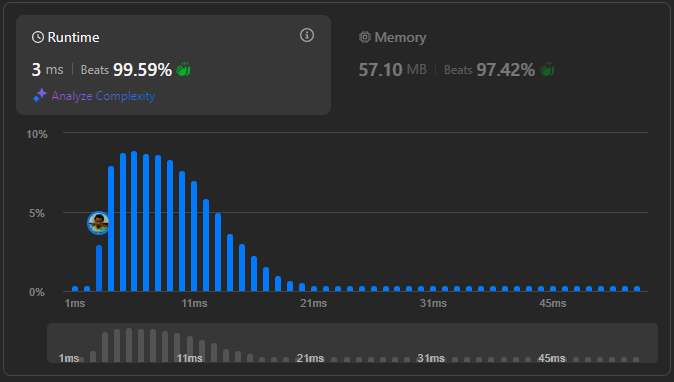 Runtime
3 ms | Beats 99.59%
Analyze Complexity
Memory
57.10 MB | Beats 97.42%
10%
5%
0%
1ms 11ms 21ms 31ms 45ms
1ms 11ms 21ms 31ms 45ms